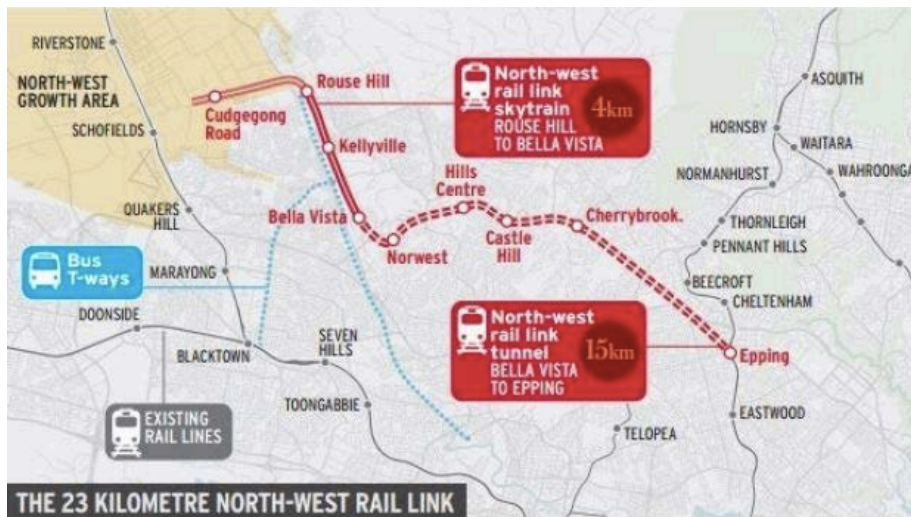 RIVERSTONE
NORTH-WEST
GROWTH AREA
SCHOFIELDS
QUAKERS
HILL
MARAYONG
DOONSIDE
BLACKTOWN
SEVEN
HILLS
TOONGABBIE
Cudgegong
Road
Rouse Hill
Kellyville
Bella Vista
Norwest
Hills
Centre
Castle
Hill
Cherrybrook.
Epping
North-west
rail link
skytrain
ROUSE HILL
TO BELLA VISTA
4km
North-west
rail link
tunnel
BELLA VISTA
TO EPPING
15km
Bus
T-ways
EXISTING
RAIL LINES
ASQUITH
HORNSBY
WAITARA
WAHROONGA
NORMANHURST
THORNLEIGH
PENNANT HILLS
BEECROFT
CHELTENHAM
EASTWOOD
TELOPEA
THE 23 KILOMETRE NORTH-WEST RAIL LINK